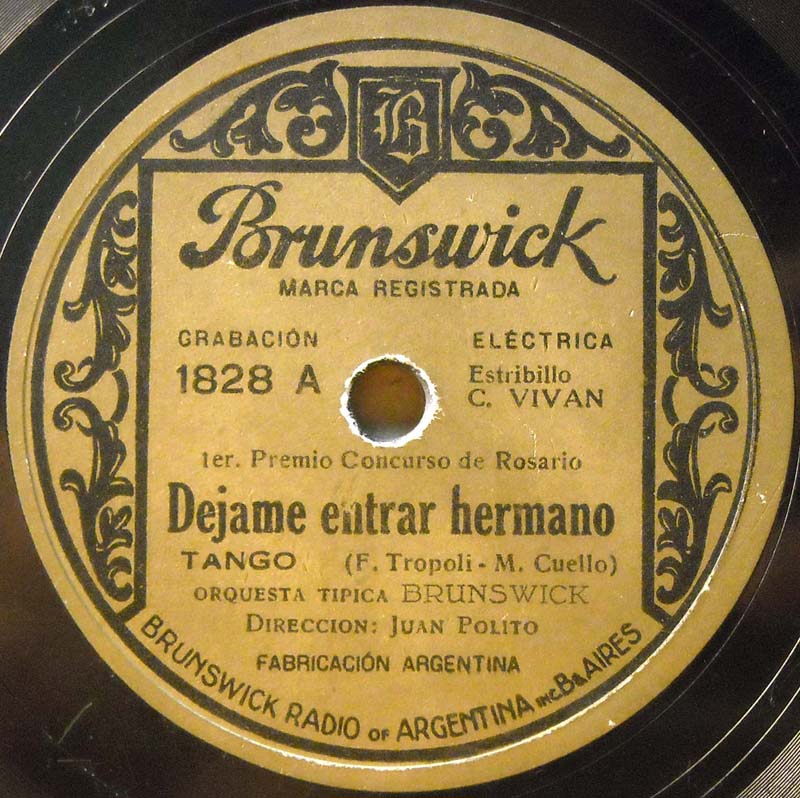 B
Brunswick
MARCA REGISTRADA
GRABACIÓN ELÉCTRICA
1828 A Estribillo
C. VIVAN
1er. Premio Concurso de Rosario
Dejame entrar hermano
TANGO (F. Tropoli - M. Cuello)
ORQUESTA TIPICA BRUNSWICK
DIRECCION: JUAN POLITO
FABRICACIÓN ARGENTINA
BRUNSWICK RADIO OF ARGENTINA INC. Bs AIRES